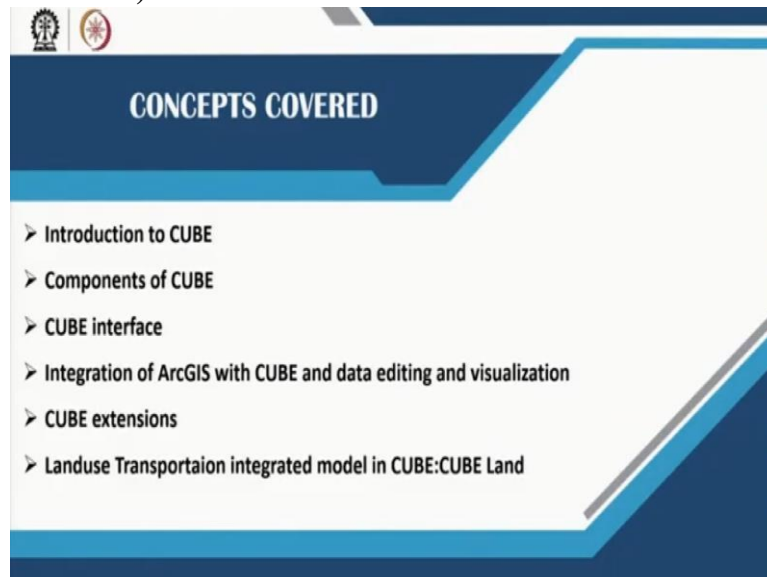 CONCEPTS COVERED
➢ Introduction to CUBE
➢ Components of CUBE
➢ CUBE interface
➢ Integration of ArcGIS with CUBE and data editing and visualization
➢ CUBE extensions
➢ Landuse Transportaion integrated model in CUBE:CUBE Land